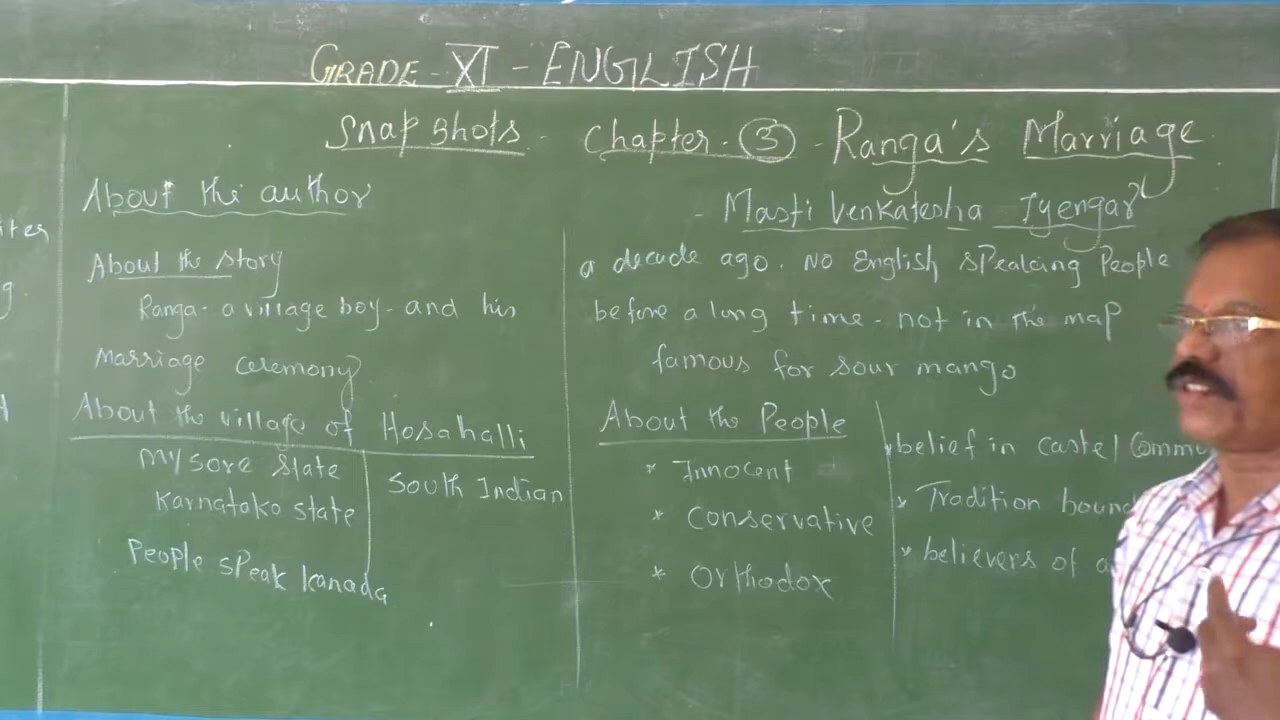 GRADE - XI - ENGLISH
Snapshots - Chapter - 3 - Ranga's Marriage
- Masti Venkatesha Iyengar
About the author
About the story
Ranga - a village boy - and his
marriage ceremony
About the village of Hosahalli
Mysore state
Karnatoko state
People speak kanada
South Indian
a decade ago. No English speaking People
before a long time - not in the map
famous for sour mango
About the People
* Innocent
* Conservative
* Orthodox
* belief in caste / Commu
* Tradition bound
* believers of a